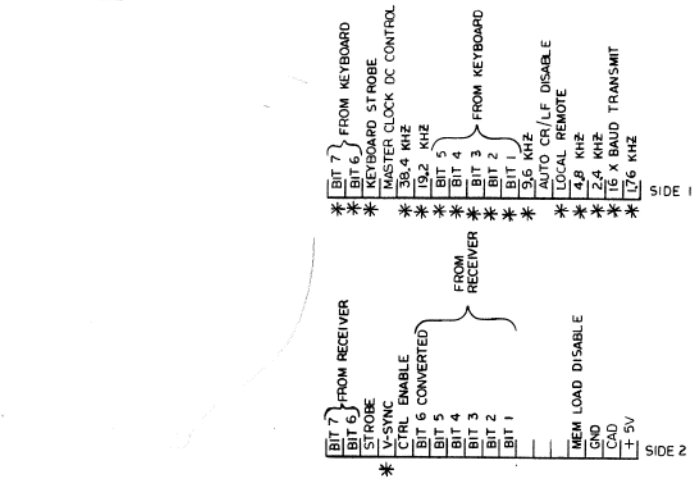 BIT 7
BIT 6
FROM KEYBOARD
KEYBOARD STROBE
MASTER CLOCK DC CONTROL
* 38.4 KHZ
* 19.2 KHZ
* BIT 5
* BIT 4
* BIT 3
* BIT 2
* BIT 1
FROM KEYBOARD
* 9.6 KHZ
AUTO CR/LF DISABLE
* LOCAL REMOTE
* 4.8 KHZ
* 2.4 KHZ
* 16 X BAUD TRANSMIT
* 1.76 KHZ
SIDE 1
BIT 7
BIT 6
FROM RECEIVER
STROBE
* V-SYNC
CTRL ENABLE
BIT 6 CONVERTED
BIT 5
BIT 4
BIT 3
BIT 2
BIT 1
FROM
RECEIVER
MEM LOAD DISABLE
GND
CAD
+5V
SIDE 2